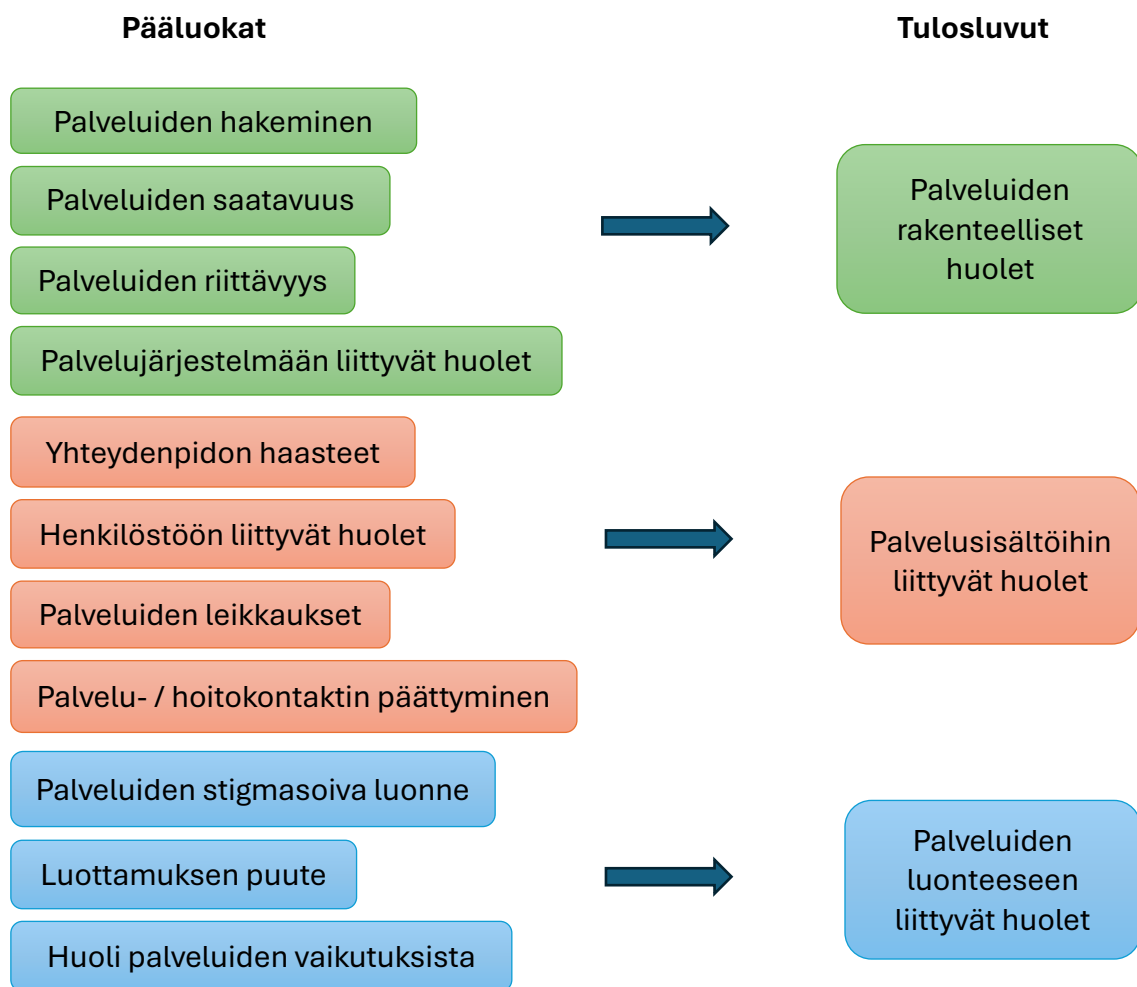 Pääluokat
Tulosluvut
Palveluiden hakeminen
Palveluiden saatavuus
Palveluiden riittävyys
Palvelujärjestelmään liittyvät huolet
Palveluiden
rakenteelliset
huolet
Yhteydenpidon haasteet
Henkilöstöön liittyvät huolet
Palveluiden leikkaukset
Palvelu- / hoitokontaktin päättyminen
Palvelusisältöihin
liittyvät huolet
Palveluiden stigmasoiva luonne
Luottamuksen puute
Huoli palveluiden vaikutuksista
Palveluiden
luonteeseen
liittyvät huolet